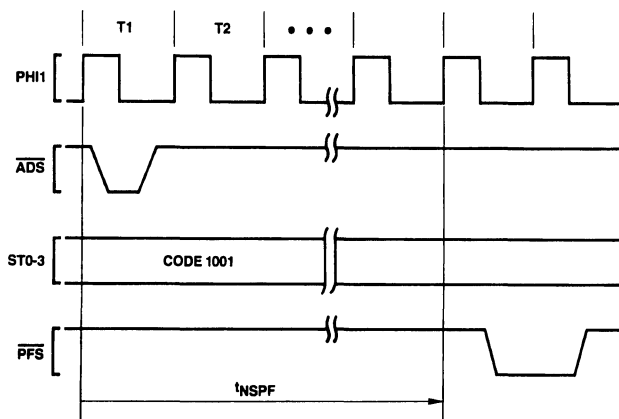 T1 T2 • • •
PHI1
ADS
ST0-3
CODE 1001
PFS
tNSPF